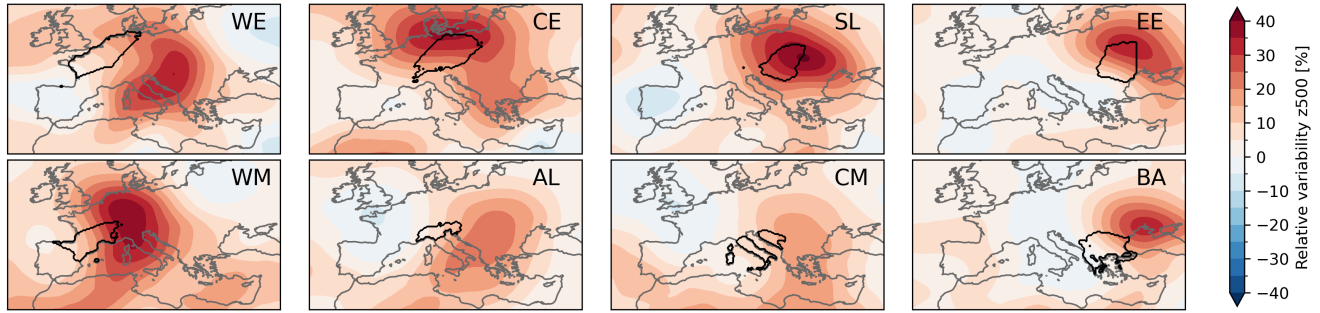 WE
CE
SL
EE
WM
AL
CM
BA
40
30
20
10
0
−10
−20
−30
−40
Relative variability z500 [%]